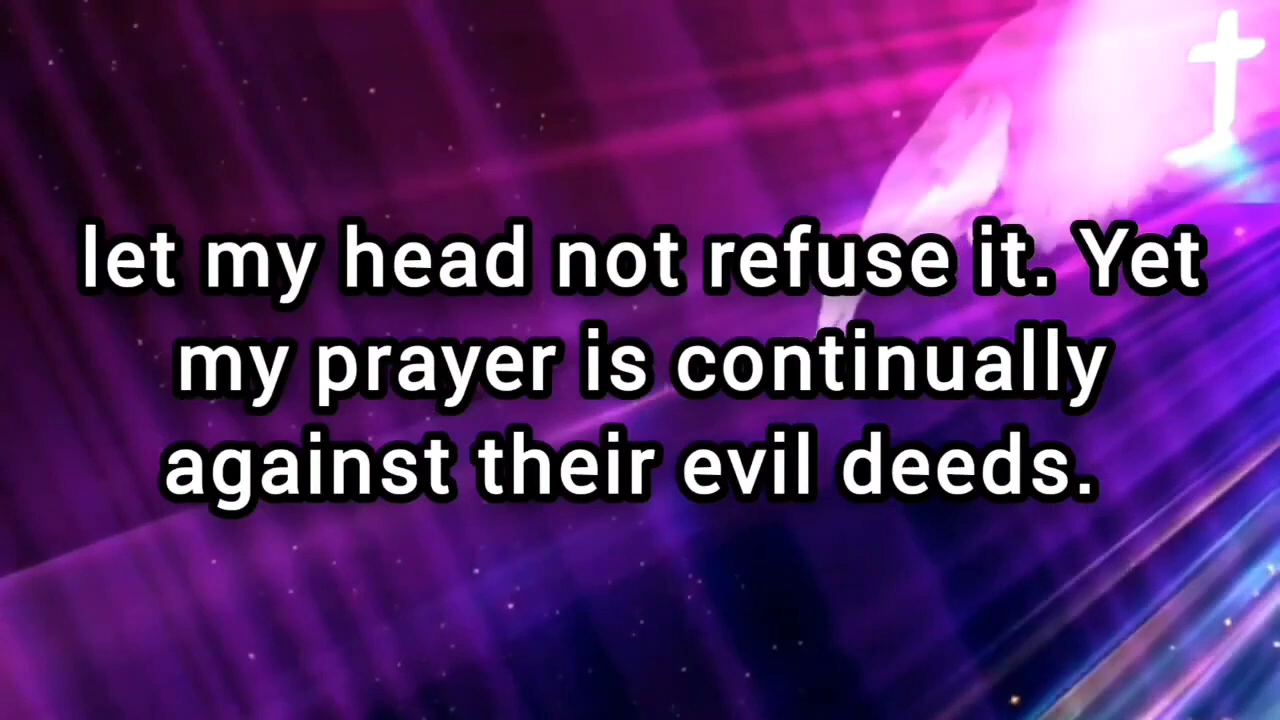 let my head not refuse it. Yet
my prayer is continually
against their evil deeds.